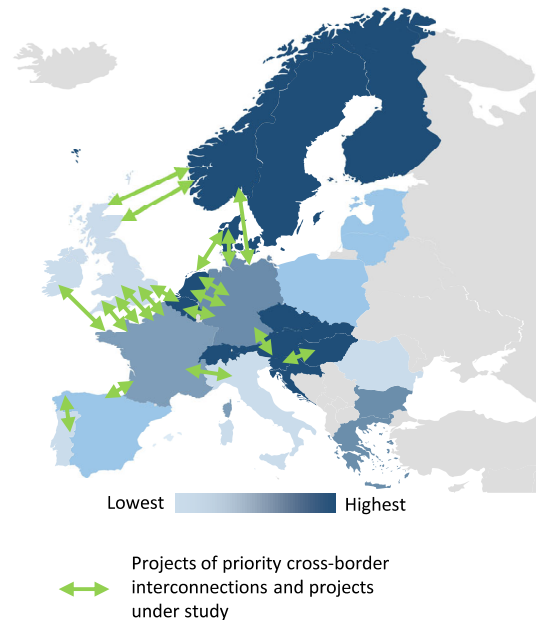 Lowest Highest
Projects of priority cross-border
interconnections and projects
under study